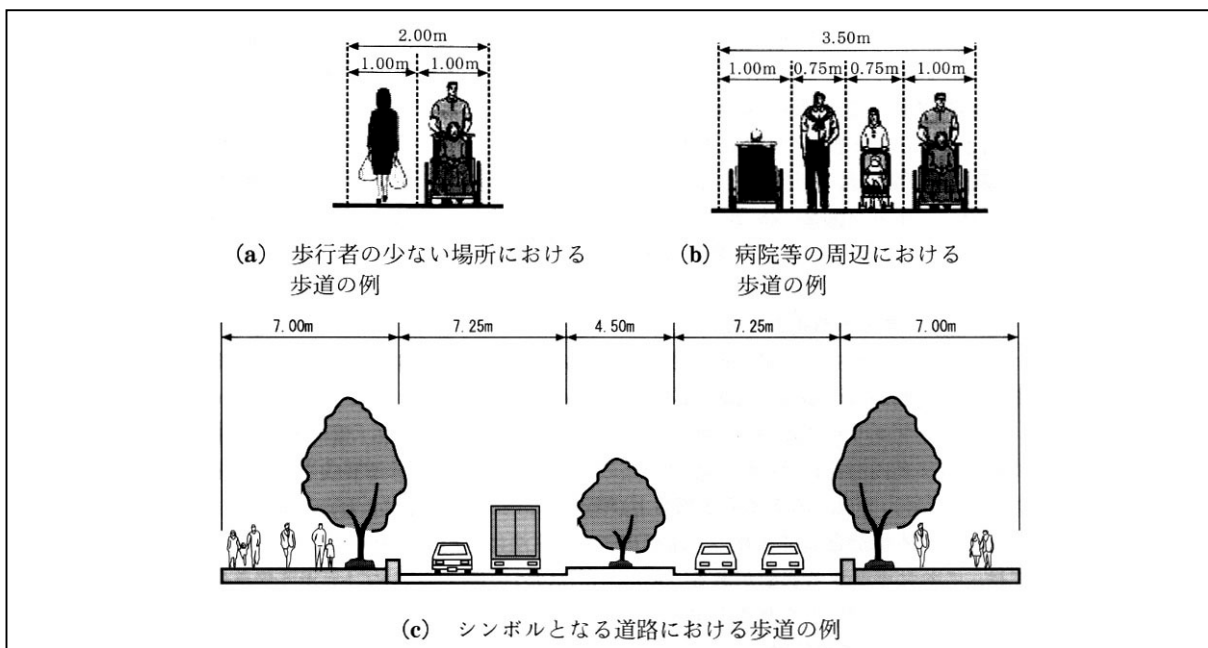 2.00m
1.00m 1.00m
3.50m
1.00m 0.75m 0.75m 1.00m
(a) 歩行者の少ない場所における
歩道の例
(b) 病院等の周辺における
歩道の例
7.00m 7.25m 4.50m 7.25m 7.00m
(c) シンボルとなる道路における歩道の例